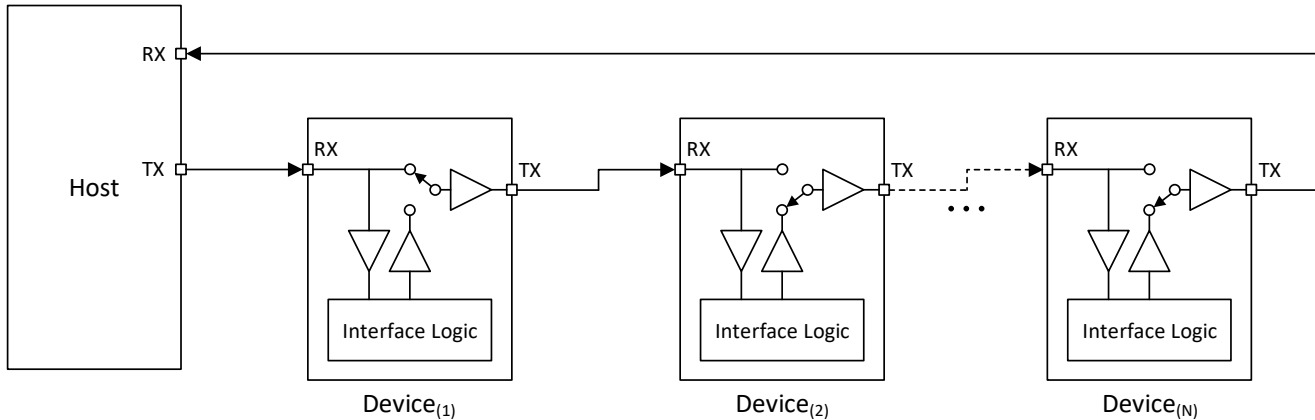 RX
TX
Host
RX
TX
Interface Logic
Device(1)
RX
TX
Interface Logic
Device(2)
...
RX
TX
Interface Logic
Device(N)